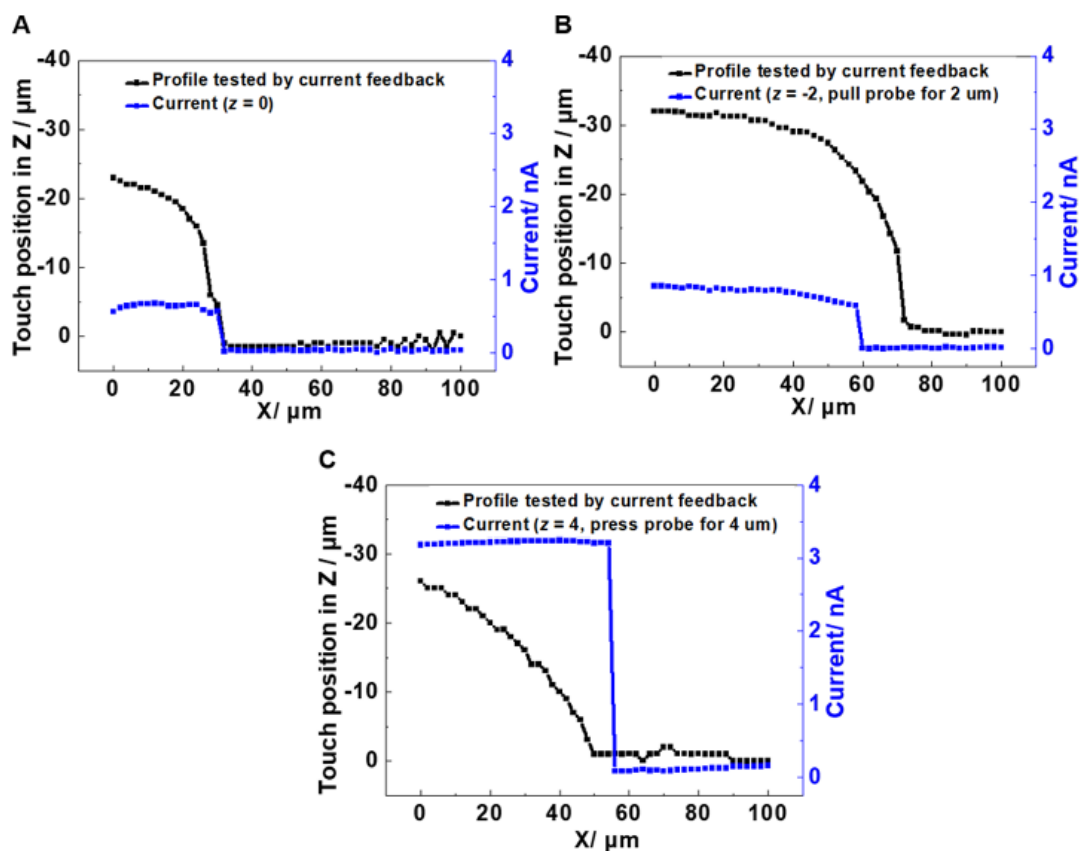 A
Profile tested by current feedback
Current (z = 0)
Touch position in Z / µm
-40
-30
-20
-10
0
4
3
2
1
0
Current/ nA
0 20 40 60 80 100
X/ µm
B
Profile tested by current feedback
Current (z = -2, pull probe for 2 um)
Touch position in Z / µm
-40
-30
-20
-10
0
4
3
2
1
0
Current/ nA
0 20 40 60 80 100
X/ µm
C
Profile tested by current feedback
Current (z = 4, press probe for 4 um)
Touch position in Z / µm
-40
-30
-20
-10
0
4
3
2
1
0
Current/ nA
0 20 40 60 80 100
X/ µm